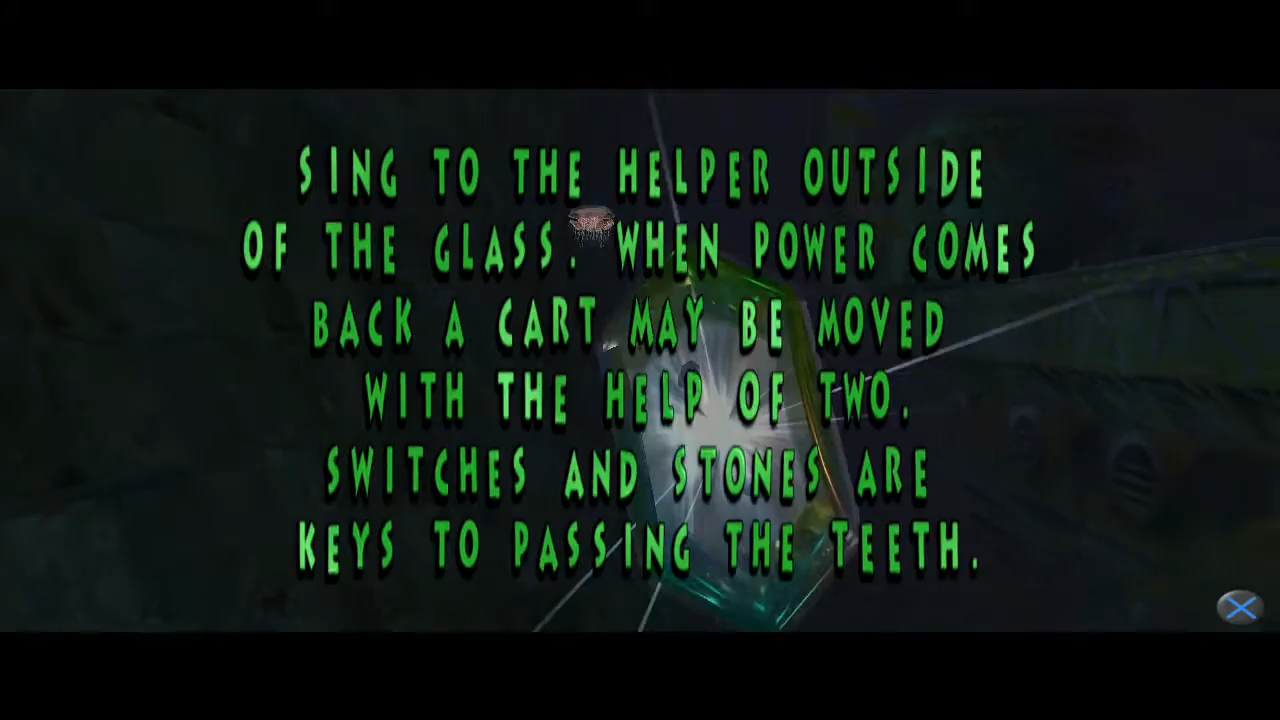 SING TO THE HELPER OUTSIDE
OF THE GLASS. WHEN POWER COMES
BACK A CART MAY BE MOVED
WITH THE HELP OF TWO.
SWITCHES AND STONES ARE
KEYS TO PASSING THE TEETH.